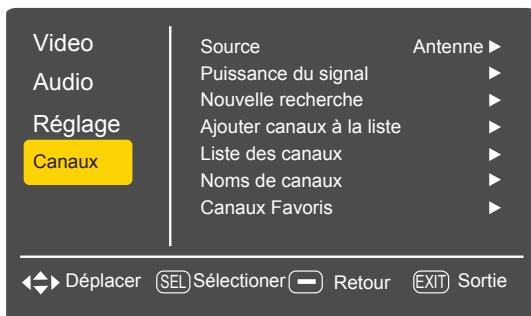 Video
Audio
Réglage
Canaux
Source Antenne
Puissance du signal
Nouvelle recherche
Ajouter canaux à la liste
Liste des canaux
Noms de canaux
Canaux Favoris
Déplacer SEL Sélectioner Retour EXIT Sortie